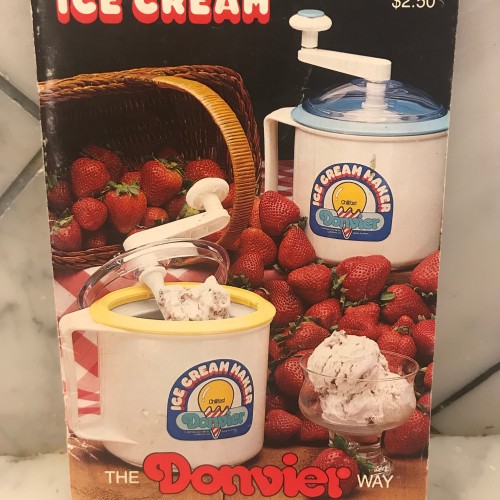 ICE CREAM
$2.50
ICE CREAM MAKER
Chillfast
Donvier
ICE CREAM MAKER
Chillfast
Donvier
THE Donvier WAY